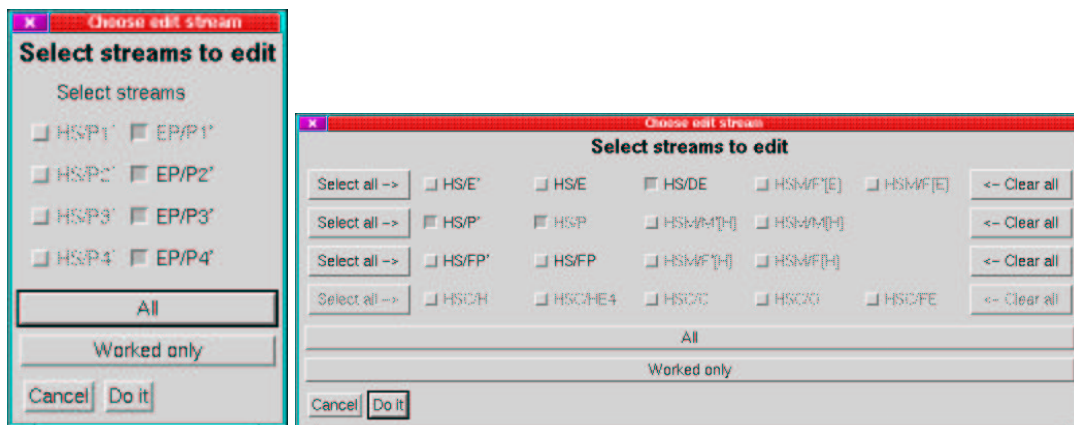 Choose edit stream
Select streams to edit
Select streams
HS/P1' EP/P1'
HS/P2' EP/P2'
HS/P3' EP/P3'
HS/P4' EP/P4'
All
Worked only
Cancel Do it
Choose edit stream
Select streams to edit
Select all --> HS/E' HS/E HS/DE HSM/F'[E] HSM/F[E] <-- Clear all
Select all --> HS/P' HS/P HSM/M'[H] HSM/M[H] <-- Clear all
Select all --> HS/FP' HS/FP HSM/F'[H] HSM/F[H] <-- Clear all
Select all --> HSC/H HSC/HE4 HSC/C HSC/O HSC/FE <-- Clear all
All
Worked only
Cancel Do it